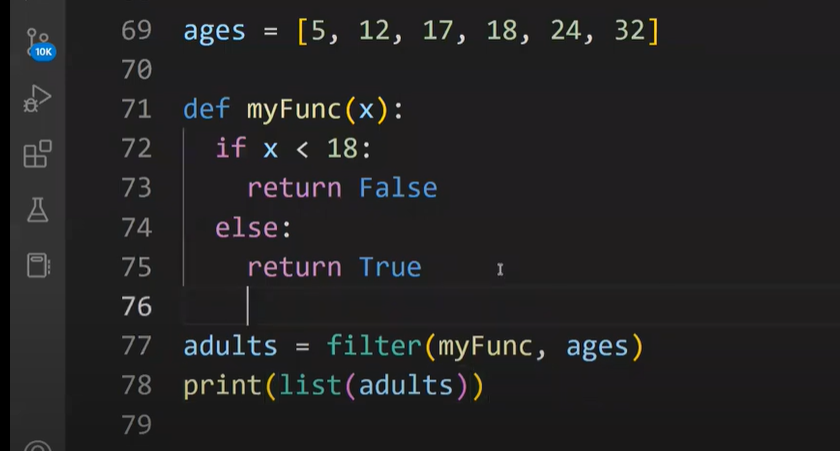 10K
69 ages = [5, 12, 17, 18, 24, 32]
70
71 def myFunc(x):
72   if x < 18:
73     return False
74   else:
75     return True
76
77 adults = filter(myFunc, ages)
78 print(list(adults))
79